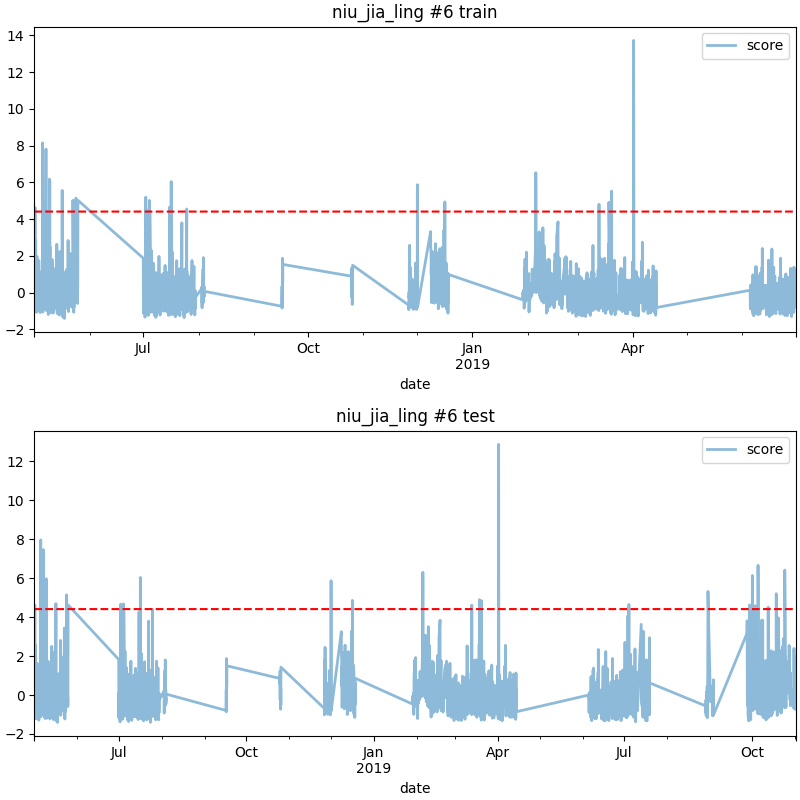 niu_jia_ling #6 train
score
14
12
10
8
6
4
2
0
−2
Jul
Oct
Jan
2019
Apr
date
niu_jia_ling #6 test
score
12
10
8
6
4
2
0
−2
Jul
Oct
Jan
2019
Apr
Jul
Oct
date